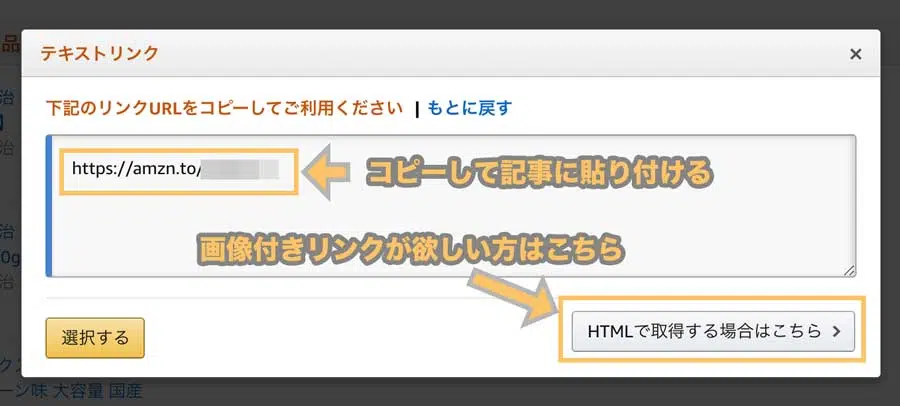 品
テキストリンク
×
治
下記のリンクURLをコピーしてご利用ください | もとに戻す
】
治
https://amzn.to/
コピーして記事に貼り付ける
治
0g
画像付きリンクが欲しい方はこちら
治
選択する
HTMLで取得する場合はこちら
クス
ーン味 大容量 国産